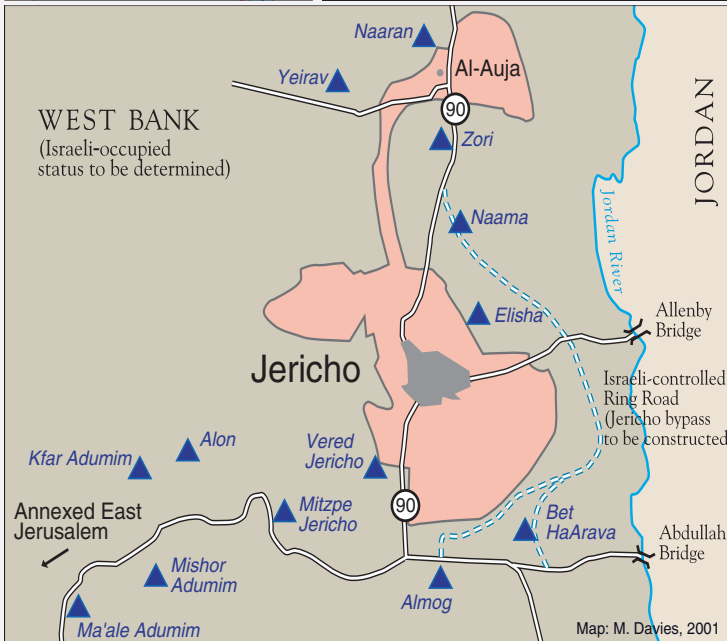 Naaran
Al-Auja
Yeirav
90
WEST BANK
(Israeli-occupied
status to be determined)
JORDAN
Zori
Jordan River
Naama
Elisha
Allenby
Bridge
Jericho
Israeli-controlled
Ring Road
(Jericho bypass
to be constructed
Alon
Kfar Adumim
Vered
Jericho
90
Mitzpe
Jericho
Annexed East
Jerusalem
Bet
HaArava
Abdullah
Bridge
Mishor
Adumim
Almog
Ma'ale Adumim
Map: M. Davies, 2001